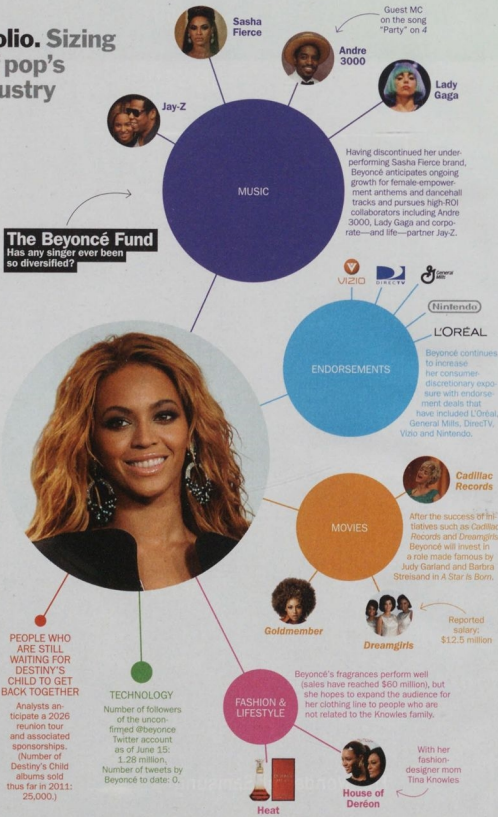 olio. Sizing
pop's
ustry
Sasha
Fierce
Guest MC
on the song
"Party" on 4
Andre
3000
Lady
Gaga
Jay-Z
MUSIC
Having discontinued her under-
performing Sasha Fierce brand,
Beyoncé anticipates ongoing
growth for female-empower-
ment anthems and dancehall
tracks and pursues high-ROI
collaborators including Andre
3000, Lady Gaga and corpo-
rate—and life—partner Jay-Z.
The Beyoncé Fund
Has any singer ever been
so diversified?
VIZIO
DIRECTV
General
Mills
Nintendo
L'ORÉAL
ENDORSEMENTS
Beyoncé continues
to increase
her consumer-
discretionary expo-
sure with endorse-
ment deals that
have included L'Oréal,
General Mills, DirecTV,
Vizio and Nintendo.
Cadillac
Records
MOVIES
After the success of ini-
tiatives such as Cadillac
Records and Dreamgirls,
Beyoncé will invest in
a role made famous by
Judy Garland and Barbra
Streisand in A Star Is Born.
Goldmember
Dreamgirls
Reported
salary:
$12.5 million
PEOPLE WHO
ARE STILL
WAITING FOR
DESTINY'S
CHILD TO GET
BACK TOGETHER
Analysts an-
ticipate a 2026
reunion tour
and associated
sponsorships.
(Number of
Destiny's Child
albums sold
thus far in 2011:
25,000.)
TECHNOLOGY
Number of followers
of the uncon-
firmed @beyonce
Twitter account
as of June 15:
1.28 million.
Number of tweets by
Beyoncé to date: 0.
FASHION &
LIFESTYLE
Beyoncé's fragrances perform well
(sales have reached $60 million), but
she hopes to expand the audience for
her clothing line to people who are
not related to the Knowles family.
Heat
House of
Deréon
With her
fashion-
designer mom
Tina Knowles